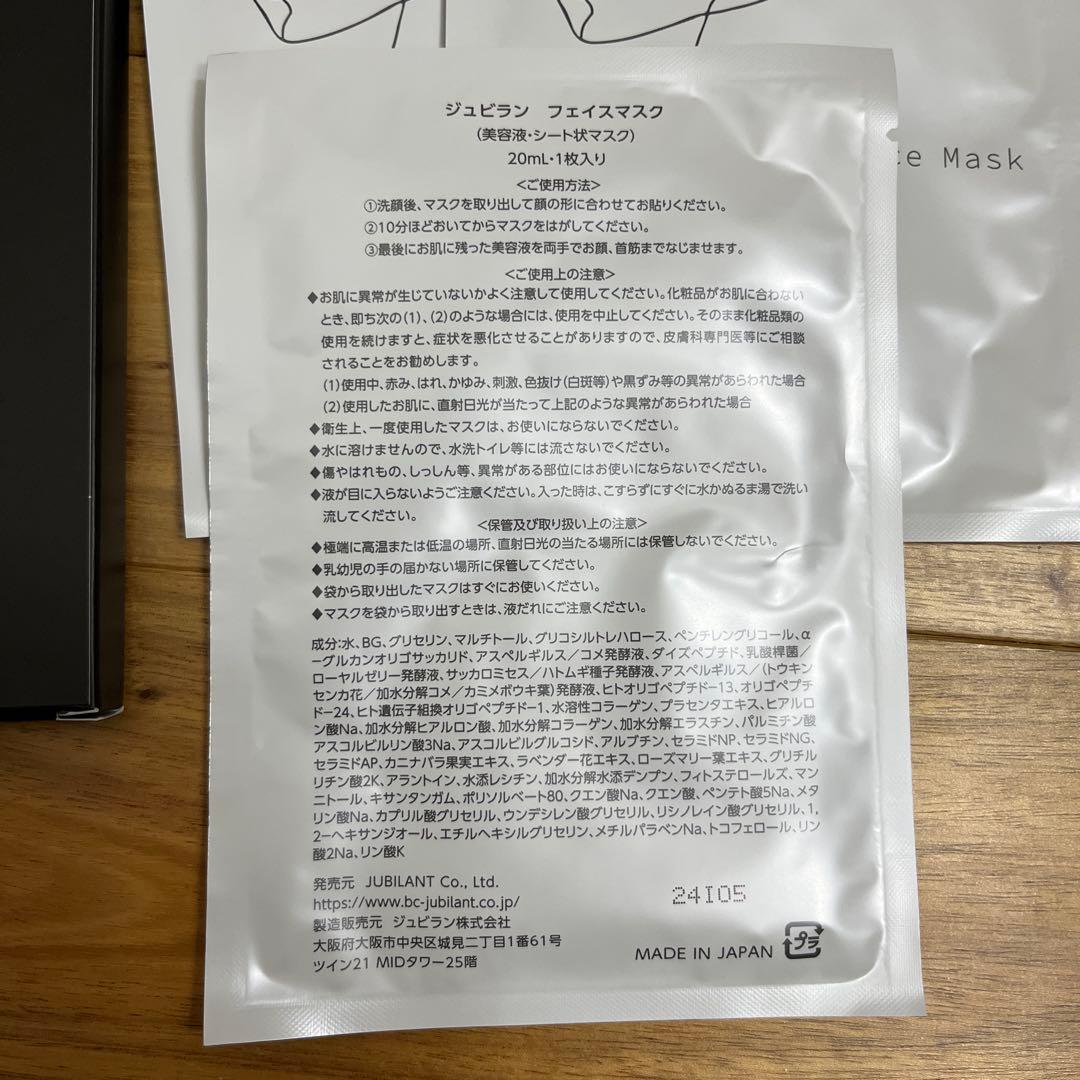 ce Mask
ジュビラン フェイスマスク
(美容液・シート状マスク)
20mL・1枚入り
<ご使用方法>
①洗顔後、マスクを取り出して顔の形に合わせてお貼りください。
②10分ほどおいてからマスクをはがしてください。
③最後にお肌に残った美容液を両手でお顔、首筋までなじませます。
<ご使用上の注意>
◆お肌に異常が生じていないかよく注意して使用してください。化粧品がお肌に合わない
とき、即ち次の(1)、(2)のような場合には、使用を中止してください。そのまま化粧品類の
使用を続けますと、症状を悪化させることがありますので、皮膚科専門医等にご相談
されることをお勧めします。
(1)使用中、赤み、はれ、かゆみ、刺激、色抜け(白斑等)や黒ずみ等の異常があらわれた場合
(2)使用したお肌に、直射日光が当たって上記のような異常があらわれた場合
◆衛生上、一度使用したマスクは、お使いにならないでください。
◆水に溶けませんので、水洗トイレ等には流さないでください。
◆傷やはれもの、しっしん等、異常がある部位にはお使いにならないでください。
◆液が目に入らないようご注意ください。入った時は、こすらずにすぐに水かぬるま湯で洗い
流してください。
<保管及び取り扱い上の注意>
◆極端に高温または低温の場所、直射日光の当たる場所には保管しないでください。
◆乳幼児の手の届かない場所に保管してください。
◆袋から取り出したマスクはすぐにお使いください。
◆マスクを袋から取り出すときは、液だれにご注意ください。
成分:水、BG、グリセリン、マルチトール、グリコシルトレハロース、ペンチレングリコール、α
ーグルカンオリゴサッカリド、アスペルギルス/コメ発酵液、ダイズペプチド、乳酸桿菌/
ローヤルゼリー発酵液、サッカロミセス/ハトムギ種子発酵液、アスペルギルス/(トウキン
センカ花/加水分解コメ/カミメボウキ葉)発酵液、ヒトオリゴペプチド-13、オリゴペプチ
ド-24、ヒト遺伝子組換オリゴペプチド-1、水溶性コラーゲン、プラセンタエキス、ヒアルロ
ン酸Na、加水分解ヒアルロン酸、加水分解コラーゲン、加水分解エラスチン、パルミチン酸
アスコルビルリン酸3Na、アスコルビルグルコシド、アルブチン、セラミドNP、セラミドNG、
セラミドAP、カニナバラ果実エキス、ラベンダー花エキス、ローズマリー葉エキス、グリチル
リチン酸2K、アラントイン、水添レシチン、加水分解水添デンプン、フィトステロールズ、マン
ニトール、キサンタンガム、ポリソルベート80、クエン酸Na、クエン酸、ペンテト酸5Na、メタ
リン酸Na、カプリル酸グリセリル、ウンデシレン酸グリセリル、リシノレイン酸グリセリル、1,
2-ヘキサンジオール、エチルヘキシルグリセリン、メチルパラベンNa、トコフェロール、リン
酸2Na、リン酸K
発売元 JUBILANT Co., Ltd.
https://www.bc-jubilant.co.jp/
製造販売元 ジュビラン株式会社
大阪府大阪市中央区城見二丁目1番61号
ツイン21 MIDタワー25階
24I05
MADE IN JAPAN
プラ